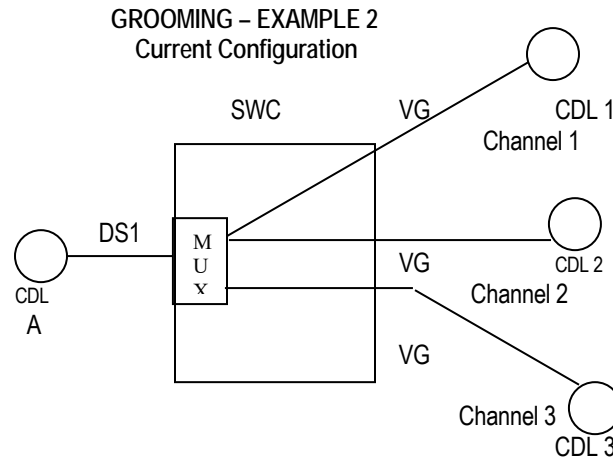 GROOMING – EXAMPLE 2
Current Configuration
SWC
VG
CDL 1
Channel 1
DS1
M
U
X
CDL
A
VG
CDL 2
Channel 2
VG
Channel 3
CDL 3